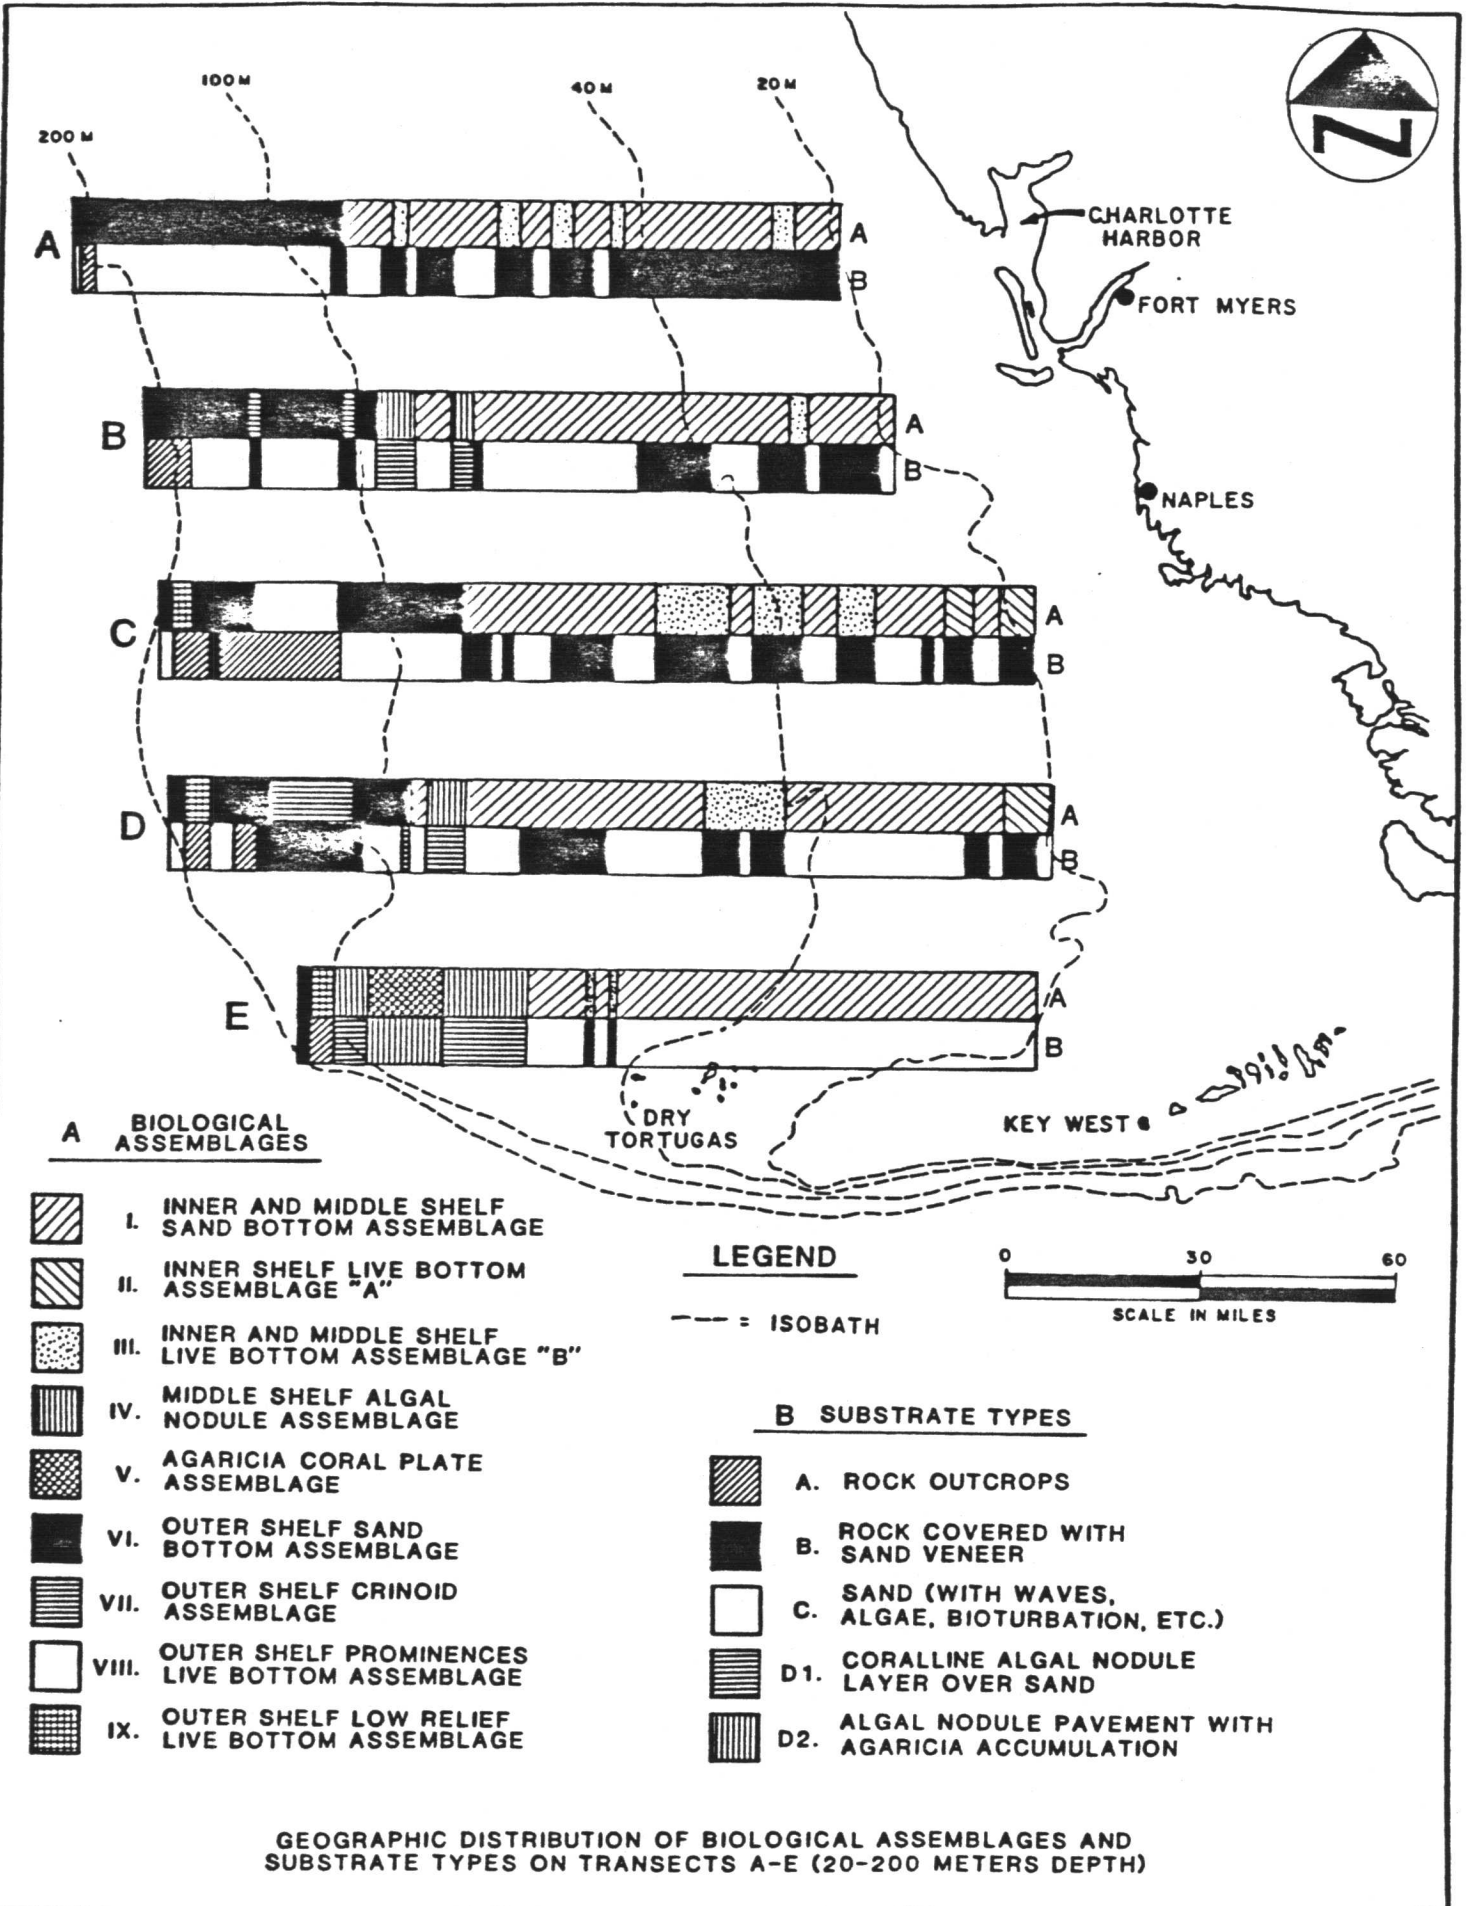 100 M
40 M
20 M
200 M
N
A
A
B
CHARLOTTE
HARBOR
FORT MYERS
B
A
B
NAPLES
C
A
B
D
A
B
E
A
B
DRY
TORTUGAS
KEY WEST
A BIOLOGICAL
ASSEMBLAGES
I. INNER AND MIDDLE SHELF
SAND BOTTOM ASSEMBLAGE
II. INNER SHELF LIVE BOTTOM
ASSEMBLAGE "A"
III. INNER AND MIDDLE SHELF
LIVE BOTTOM ASSEMBLAGE "B"
IV. MIDDLE SHELF ALGAL
NODULE ASSEMBLAGE
V. AGARICIA CORAL PLATE
ASSEMBLAGE
VI. OUTER SHELF SAND
BOTTOM ASSEMBLAGE
VII. OUTER SHELF CRINOID
ASSEMBLAGE
VIII. OUTER SHELF PROMINENCES
LIVE BOTTOM ASSEMBLAGE
IX. OUTER SHELF LOW RELIEF
LIVE BOTTOM ASSEMBLAGE
LEGEND
---- = ISOBATH
0 30 60
SCALE IN MILES
B SUBSTRATE TYPES
A. ROCK OUTCROPS
B. ROCK COVERED WITH
SAND VENEER
C. SAND (WITH WAVES,
ALGAE, BIOTURBATION, ETC.)
D1. CORALLINE ALGAL NODULE
LAYER OVER SAND
D2. ALGAL NODULE PAVEMENT WITH
AGARICIA ACCUMULATION
GEOGRAPHIC DISTRIBUTION OF BIOLOGICAL ASSEMBLAGES AND
SUBSTRATE TYPES ON TRANSECTS A-E (20-200 METERS DEPTH)